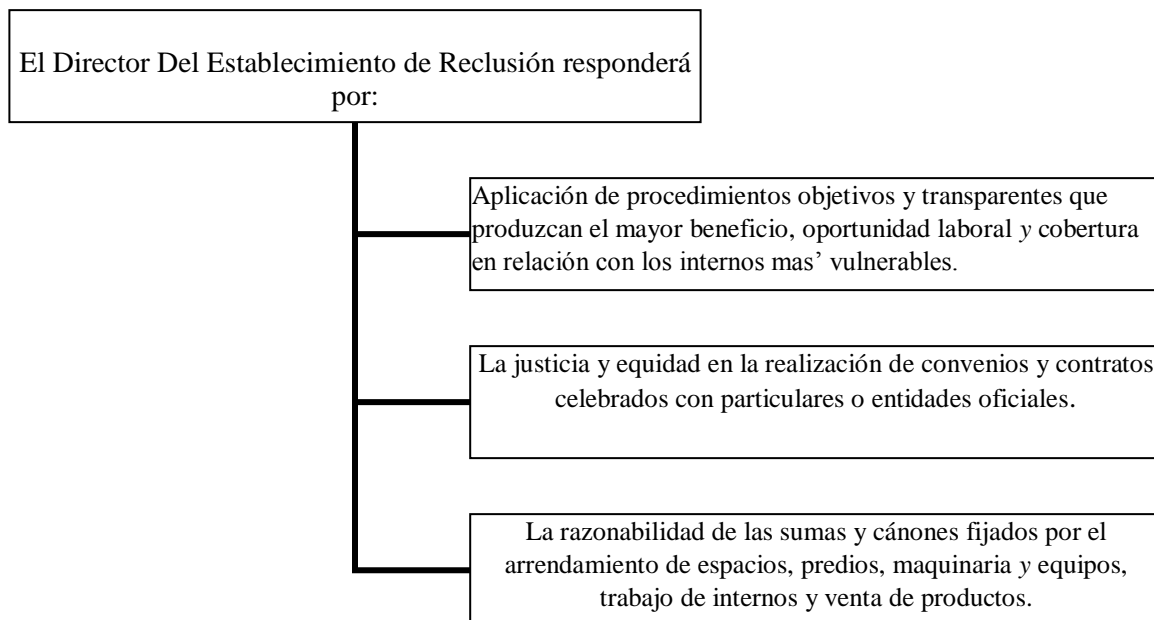 El Director Del Establecimiento de Reclusión responderá
por:
Aplicación de procedimientos objetivos y transparentes que
produzcan el mayor beneficio, oportunidad laboral y cobertura
en relación con los internos mas’ vulnerables.
La justicia y equidad en la realización de convenios y contratos
celebrados con particulares o entidades oficiales.
La razonabilidad de las sumas y cánones fijados por el
arrendamiento de espacios, predios, maquinaria y equipos,
trabajo de internos y venta de productos.